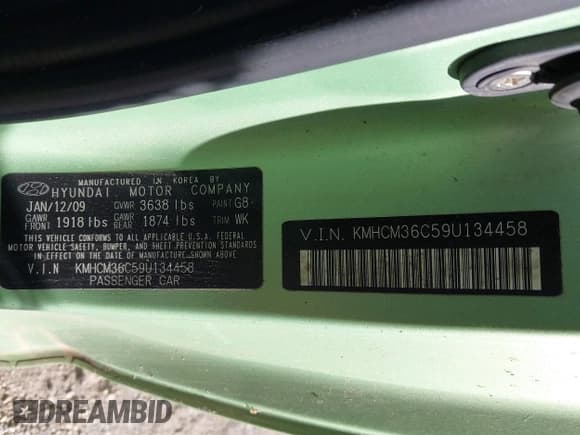 MANUFACTURED IN KOREA BY
HYUNDAI MOTOR COMPANY
JAN/12/09 GVWR 3638 lbs PAINT G8
GAWR FRONT 1918 lbs GAWR REAR 1874 lbs TRIM WK
THIS VEHICLE CONFORMS TO ALL APPLICABLE U.S.A. FEDERAL
MOTOR VEHICLE SAFETY, BUMPER, AND THEFT PREVENTION STANDARDS
IN EFFECT ON THE DATE OF MANUFACTURE SHOWN ABOVE
V.I.N KMHCM36C59U134458
PASSENGER CAR
V.I.N. KMHCM36C59U134458
DREAMBID